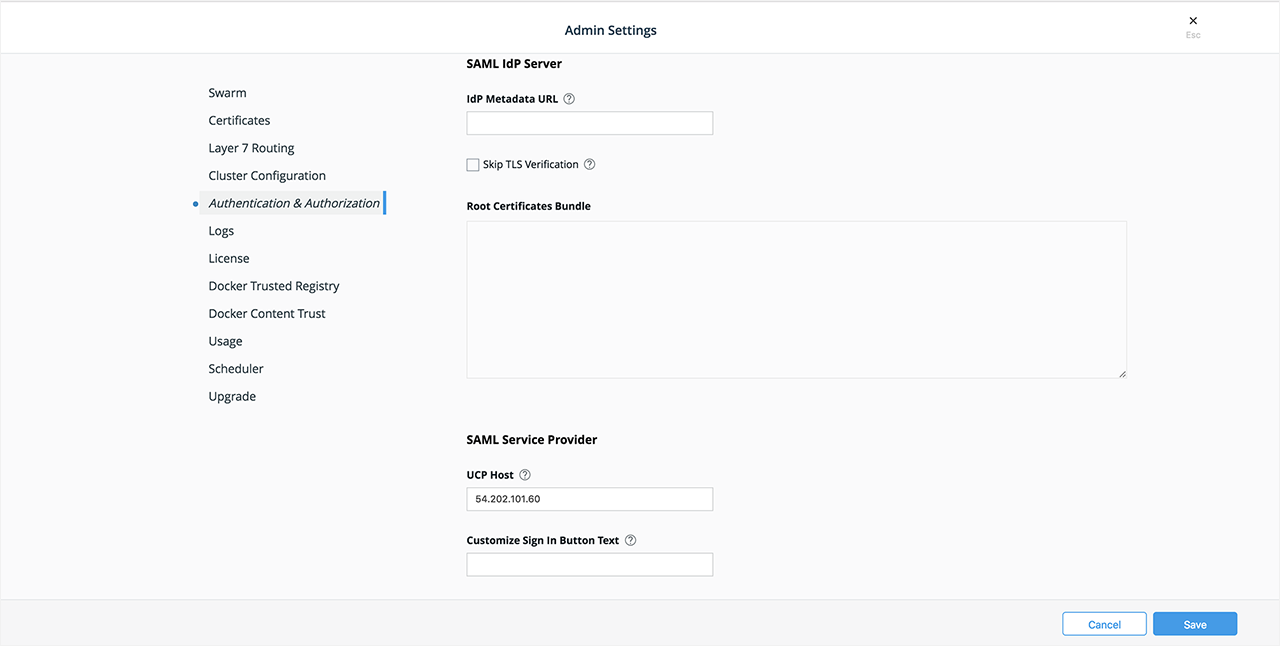 Admin Settings
×
Esc
Swarm
Certificates
Layer 7 Routing
Cluster Configuration
Authentication & Authorization
Logs
License
Docker Trusted Registry
Docker Content Trust
Usage
Scheduler
Upgrade
SAML IdP Server
IdP Metadata URL ?
Skip TLS Verification ?
Root Certificates Bundle
SAML Service Provider
UCP Host ?
54.202.101.60
Customize Sign In Button Text ?
Cancel
Save